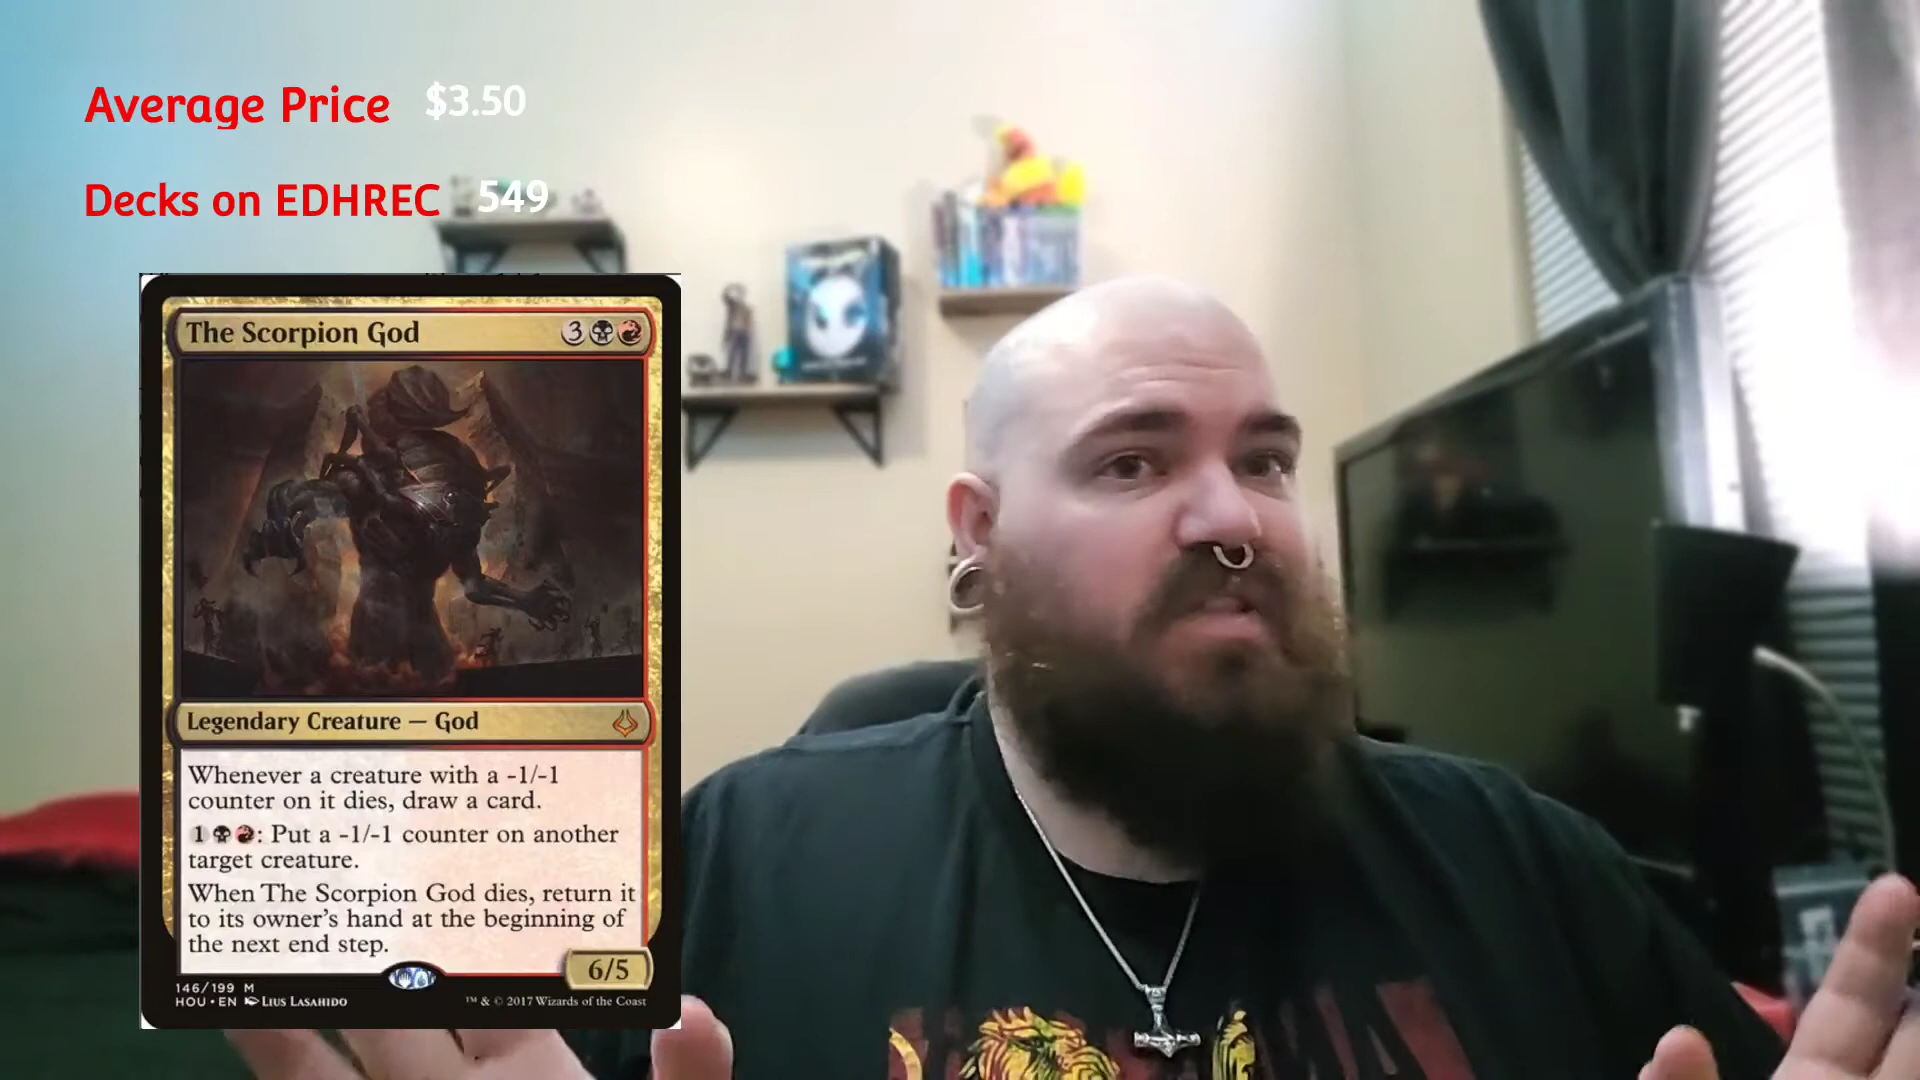 Average Price $3.50
Decks on EDHREC 549
The Scorpion God 3
Legendary Creature — God
Whenever a creature with a -1/-1
counter on it dies, draw a card.
1 : Put a -1/-1 counter on another
target creature.
When The Scorpion God dies, return it
to its owner's hand at the beginning of
the next end step.
6/5
146/199 M
HOU • EN Lius Lasahido
™ & © 2017 Wizards of the Coast